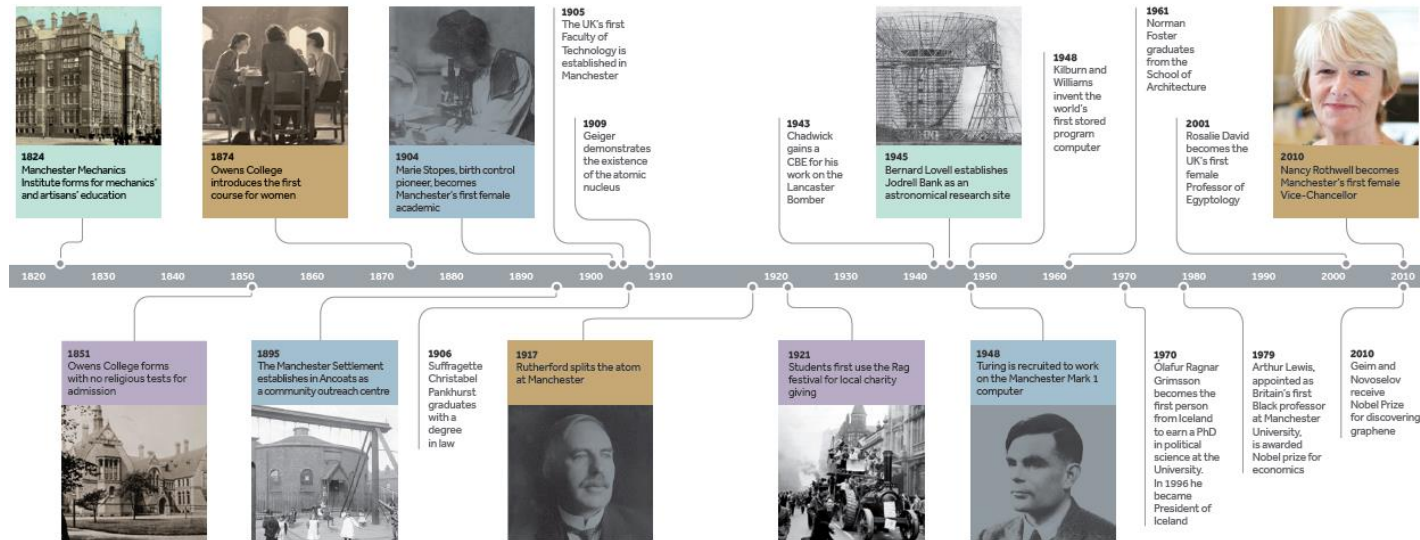 1824
Manchester Mechanics
Institute forms for mechanics'
and artisans' education
1874
Owens College
introduces the first
course for women
1904
Marie Stopes, birth control
pioneer, becomes
Manchester's first female
academic
1905
The UK's first
Faculty of
Technology is
established in
Manchester
1909
Geiger
demonstrates
the existence
of the atomic
nucleus
1943
Chadwick
gains a
CBE for his
work on the
Lancaster
Bomber
1945
Bernard Lovell establishes
Jodrell Bank as an
astronomical research site
1948
Kilburn and
Williams
invent the
world's
first stored
program
computer
1961
Norman
Foster
graduates
from the
School of
Architecture
2001
Rosalie David
becomes the
UK's first
female
Professor of
Egyptology
2010
Nancy Rothwell becomes
Manchester's first female
Vice-Chancellor
1820 1830 1840 1850 1860 1870 1880 1890 1900 1910 1920 1930 1940 1950 1960 1970 1980 1990 2000 2010
1851
Owens College forms
with no religious tests for
admission
1895
The Manchester Settlement
establishes in Ancoats as
a community outreach centre
1906
Suffragette
Christabel
Pankhurst
graduates
with a
degree
in law
1917
Rutherford splits the atom
at Manchester
1921
Students first use the Rag
festival for local charity
giving
1948
Turing is recruited to work
on the Manchester Mark 1
computer
1970
Ólafur Ragnar
Grimsson
becomes the
first person
from Iceland
to earn a PhD
in political
science at the
University.
In 1996 he
became
President of
Iceland
1979
Arthur Lewis,
appointed as
Britain's first
Black professor
at Manchester
University,
is awarded
Nobel prize for
economics
2010
Geim and
Novoselov
receive
Nobel Prize
for discovering
graphene